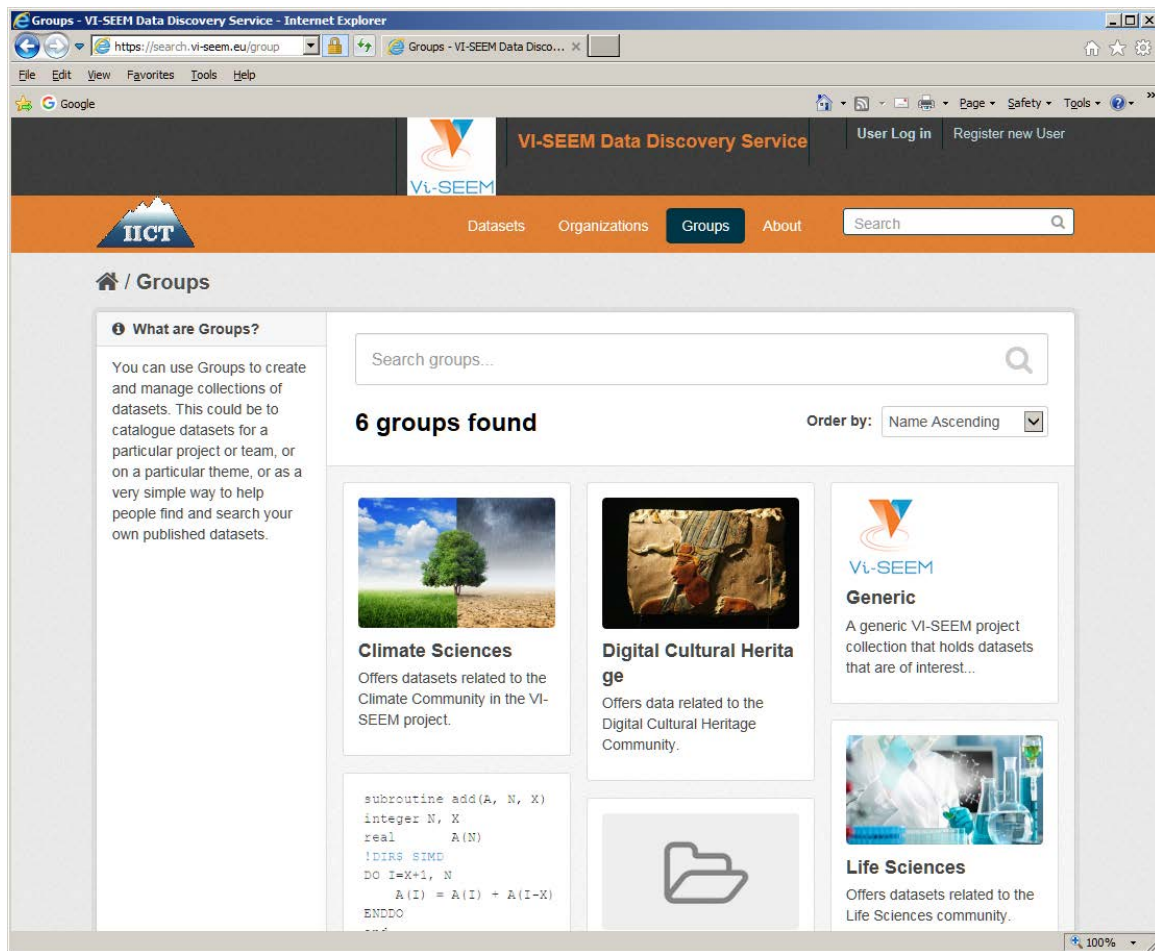 Groups - VI-SEEM Data Discovery Service - Internet Explorer
https://search.vi-seem.eu/group
Groups - VI-SEEM Data Disco...
File Edit View Favorites Tools Help
Google
Page Safety Tools
Vi-SEEM
VI-SEEM Data Discovery Service
User Log in
Register new User
IICT
Datasets Organizations Groups About
Search
/ Groups
What are Groups?
You can use Groups to create
and manage collections of
datasets. This could be to
catalogue datasets for a
particular project or team, or
on a particular theme, or as a
very simple way to help
people find and search your
own published datasets.
Search groups...
6 groups found
Order by: Name Ascending
Climate Sciences
Offers datasets related to the
Climate Community in the VI-
SEEM project.
Digital Cultural Herita
ge
Offers data related to the
Digital Cultural Heritage
Community.
Vi-SEEM
Generic
A generic VI-SEEM project
collection that holds datasets
that are of interest...
subroutine add(A, N, X)
integer N, X
real A(N)
!DIR$ SIMD
DO I=X+1, N
A(I) = A(I) + A(I-X)
ENDDO
Life Sciences
Offers datasets related to the
Life Sciences community.
100%